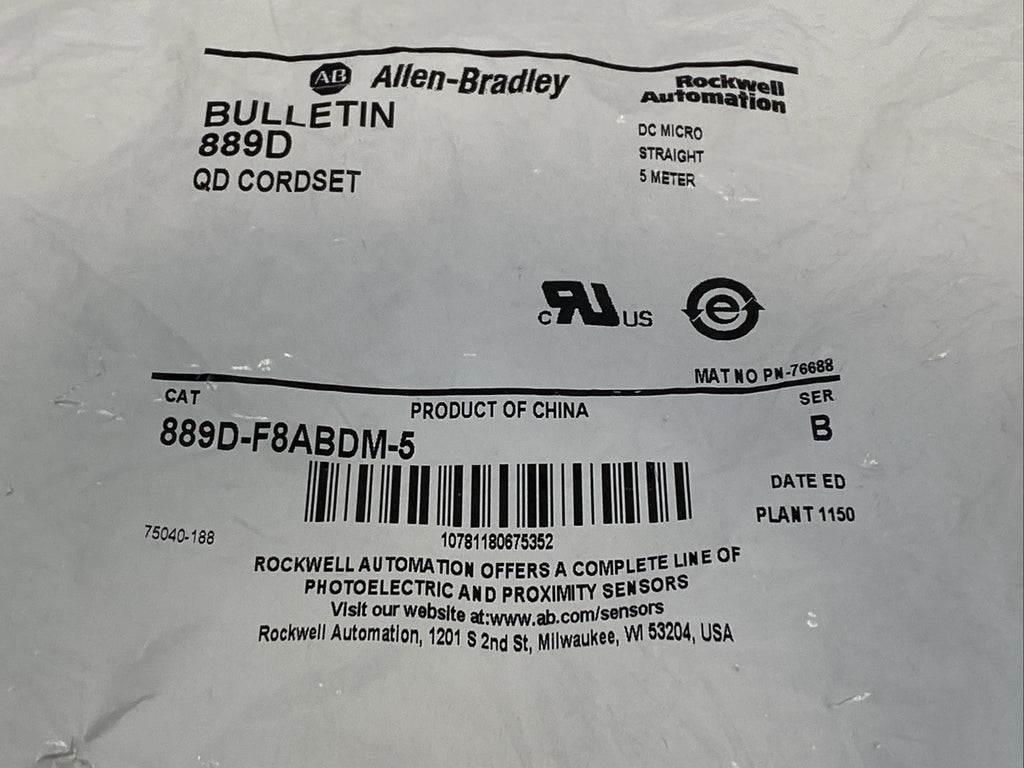 AB Allen-Bradley
Rockwell
Automation
BULLETIN
889D
QD CORDSET
DC MICRO
STRAIGHT
5 METER
c RU US
e
MAT NO PN-76688
CAT
PRODUCT OF CHINA
SER
889D-F8ABDM-5
B
DATE ED
PLANT 1150
75040-188
10781180675352
ROCKWELL AUTOMATION OFFERS A COMPLETE LINE OF
PHOTOELECTRIC AND PROXIMITY SENSORS
Visit our website at:www.ab.com/sensors
Rockwell Automation, 1201 S 2nd St, Milwaukee, WI 53204, USA